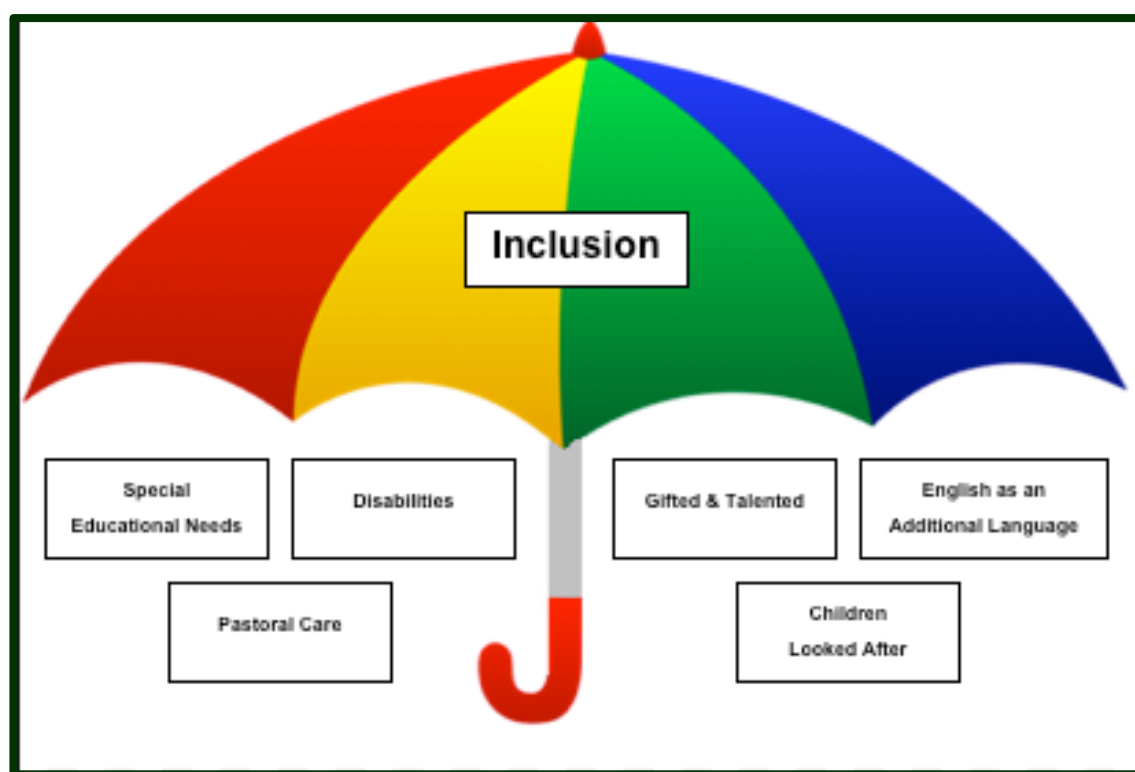 Inclusion
Special
Educational Needs
Disabilities
Gifted & Talented
English as an
Additional Language
Pastoral Care
Children
Looked After